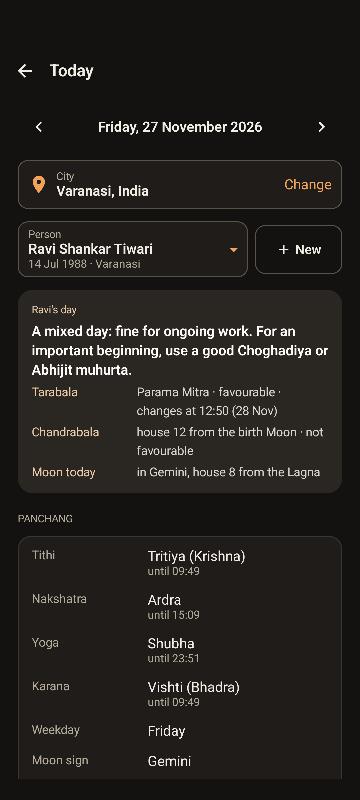 Today
Friday, 27 November 2026
City
Varanasi, India
Change
Person
Ravi Shankar Tiwari
14 Jul 1988 · Varanasi
+ New
Ravi's day
A mixed day: fine for ongoing work. For an
important beginning, use a good Choghadiya or
Abhijit muhurta.
Tarabala
Parama Mitra · favourable ·
changes at 12:50 (28 Nov)
Chandrabala
house 12 from the birth Moon · not
favourable
Moon today
in Gemini, house 8 from the Lagna
PANCHANG
Tithi
Tritiya (Krishna)
until 09:49
Nakshatra
Ardra
until 15:09
Yoga
Shubha
until 23:51
Karana
Vishti (Bhadra)
until 09:49
Weekday
Friday
Moon sign
Gemini